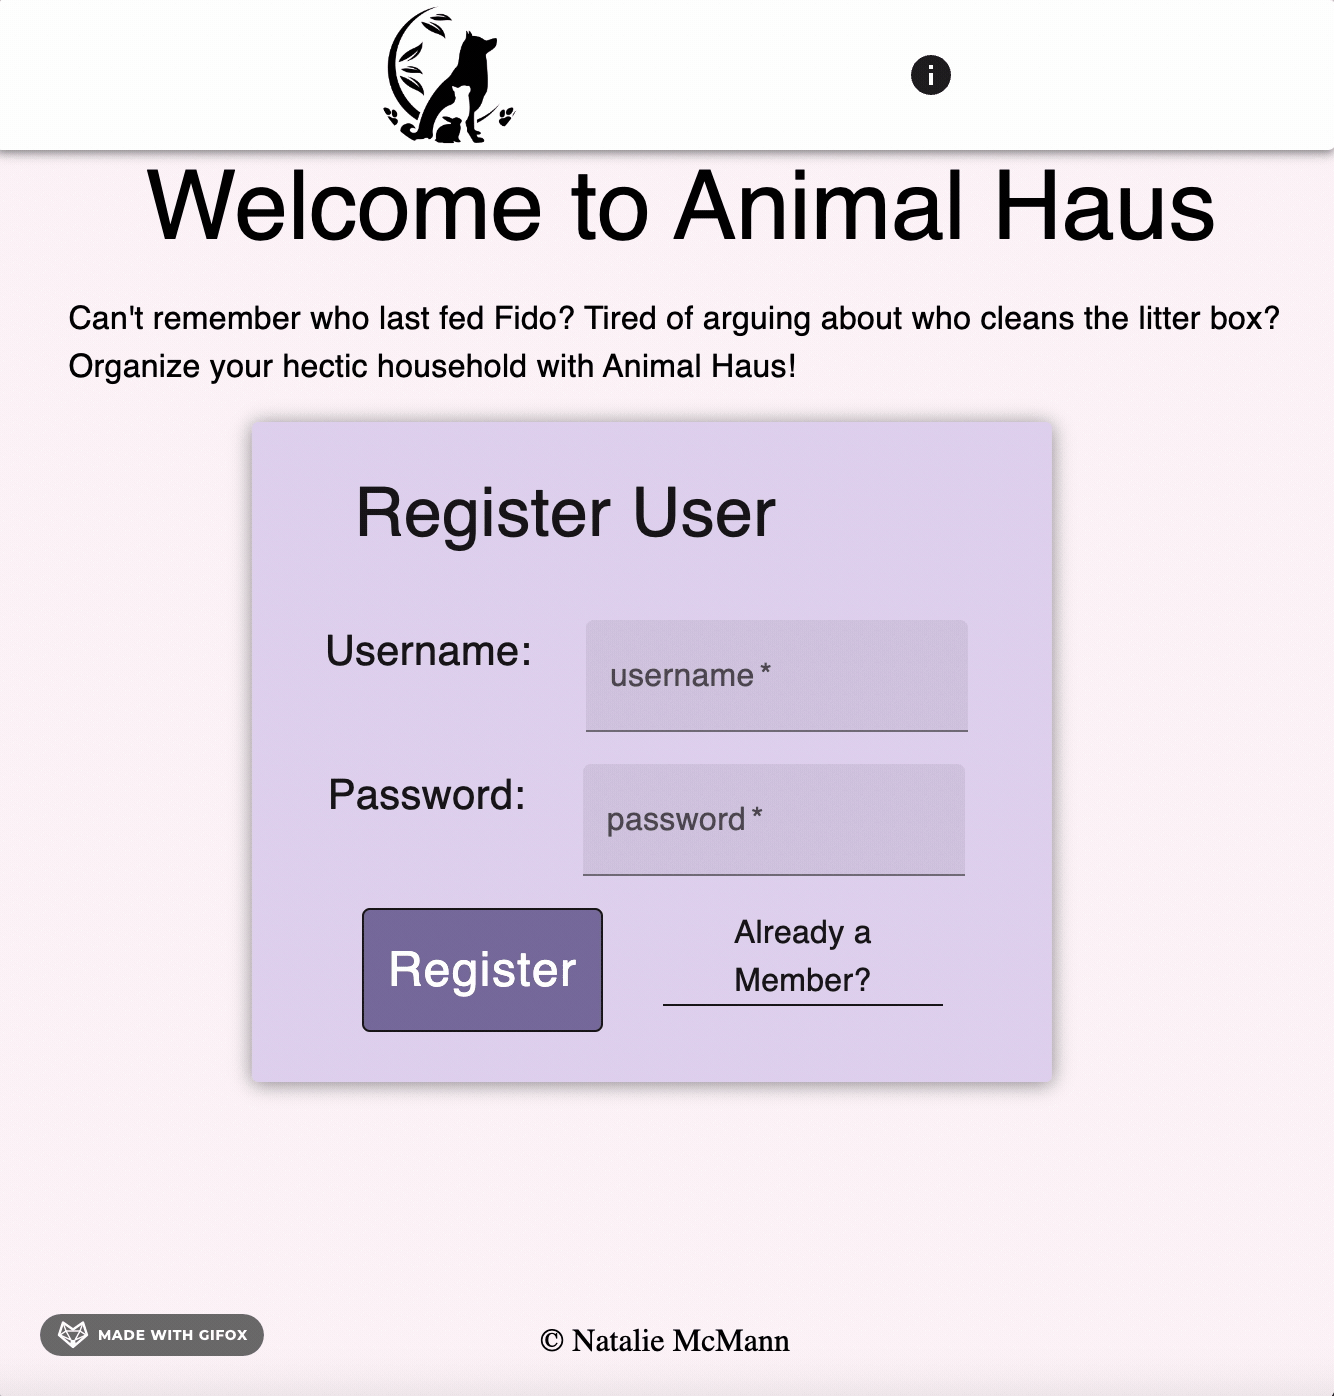 Welcome to Animal Haus
Can't remember who last fed Fido? Tired of arguing about who cleans the litter box?
Organize your hectic household with Animal Haus!
Register User
Username:
username *
Password:
password *
Register
Already a
Member?
MADE WITH GIFOX
© Natalie McMann